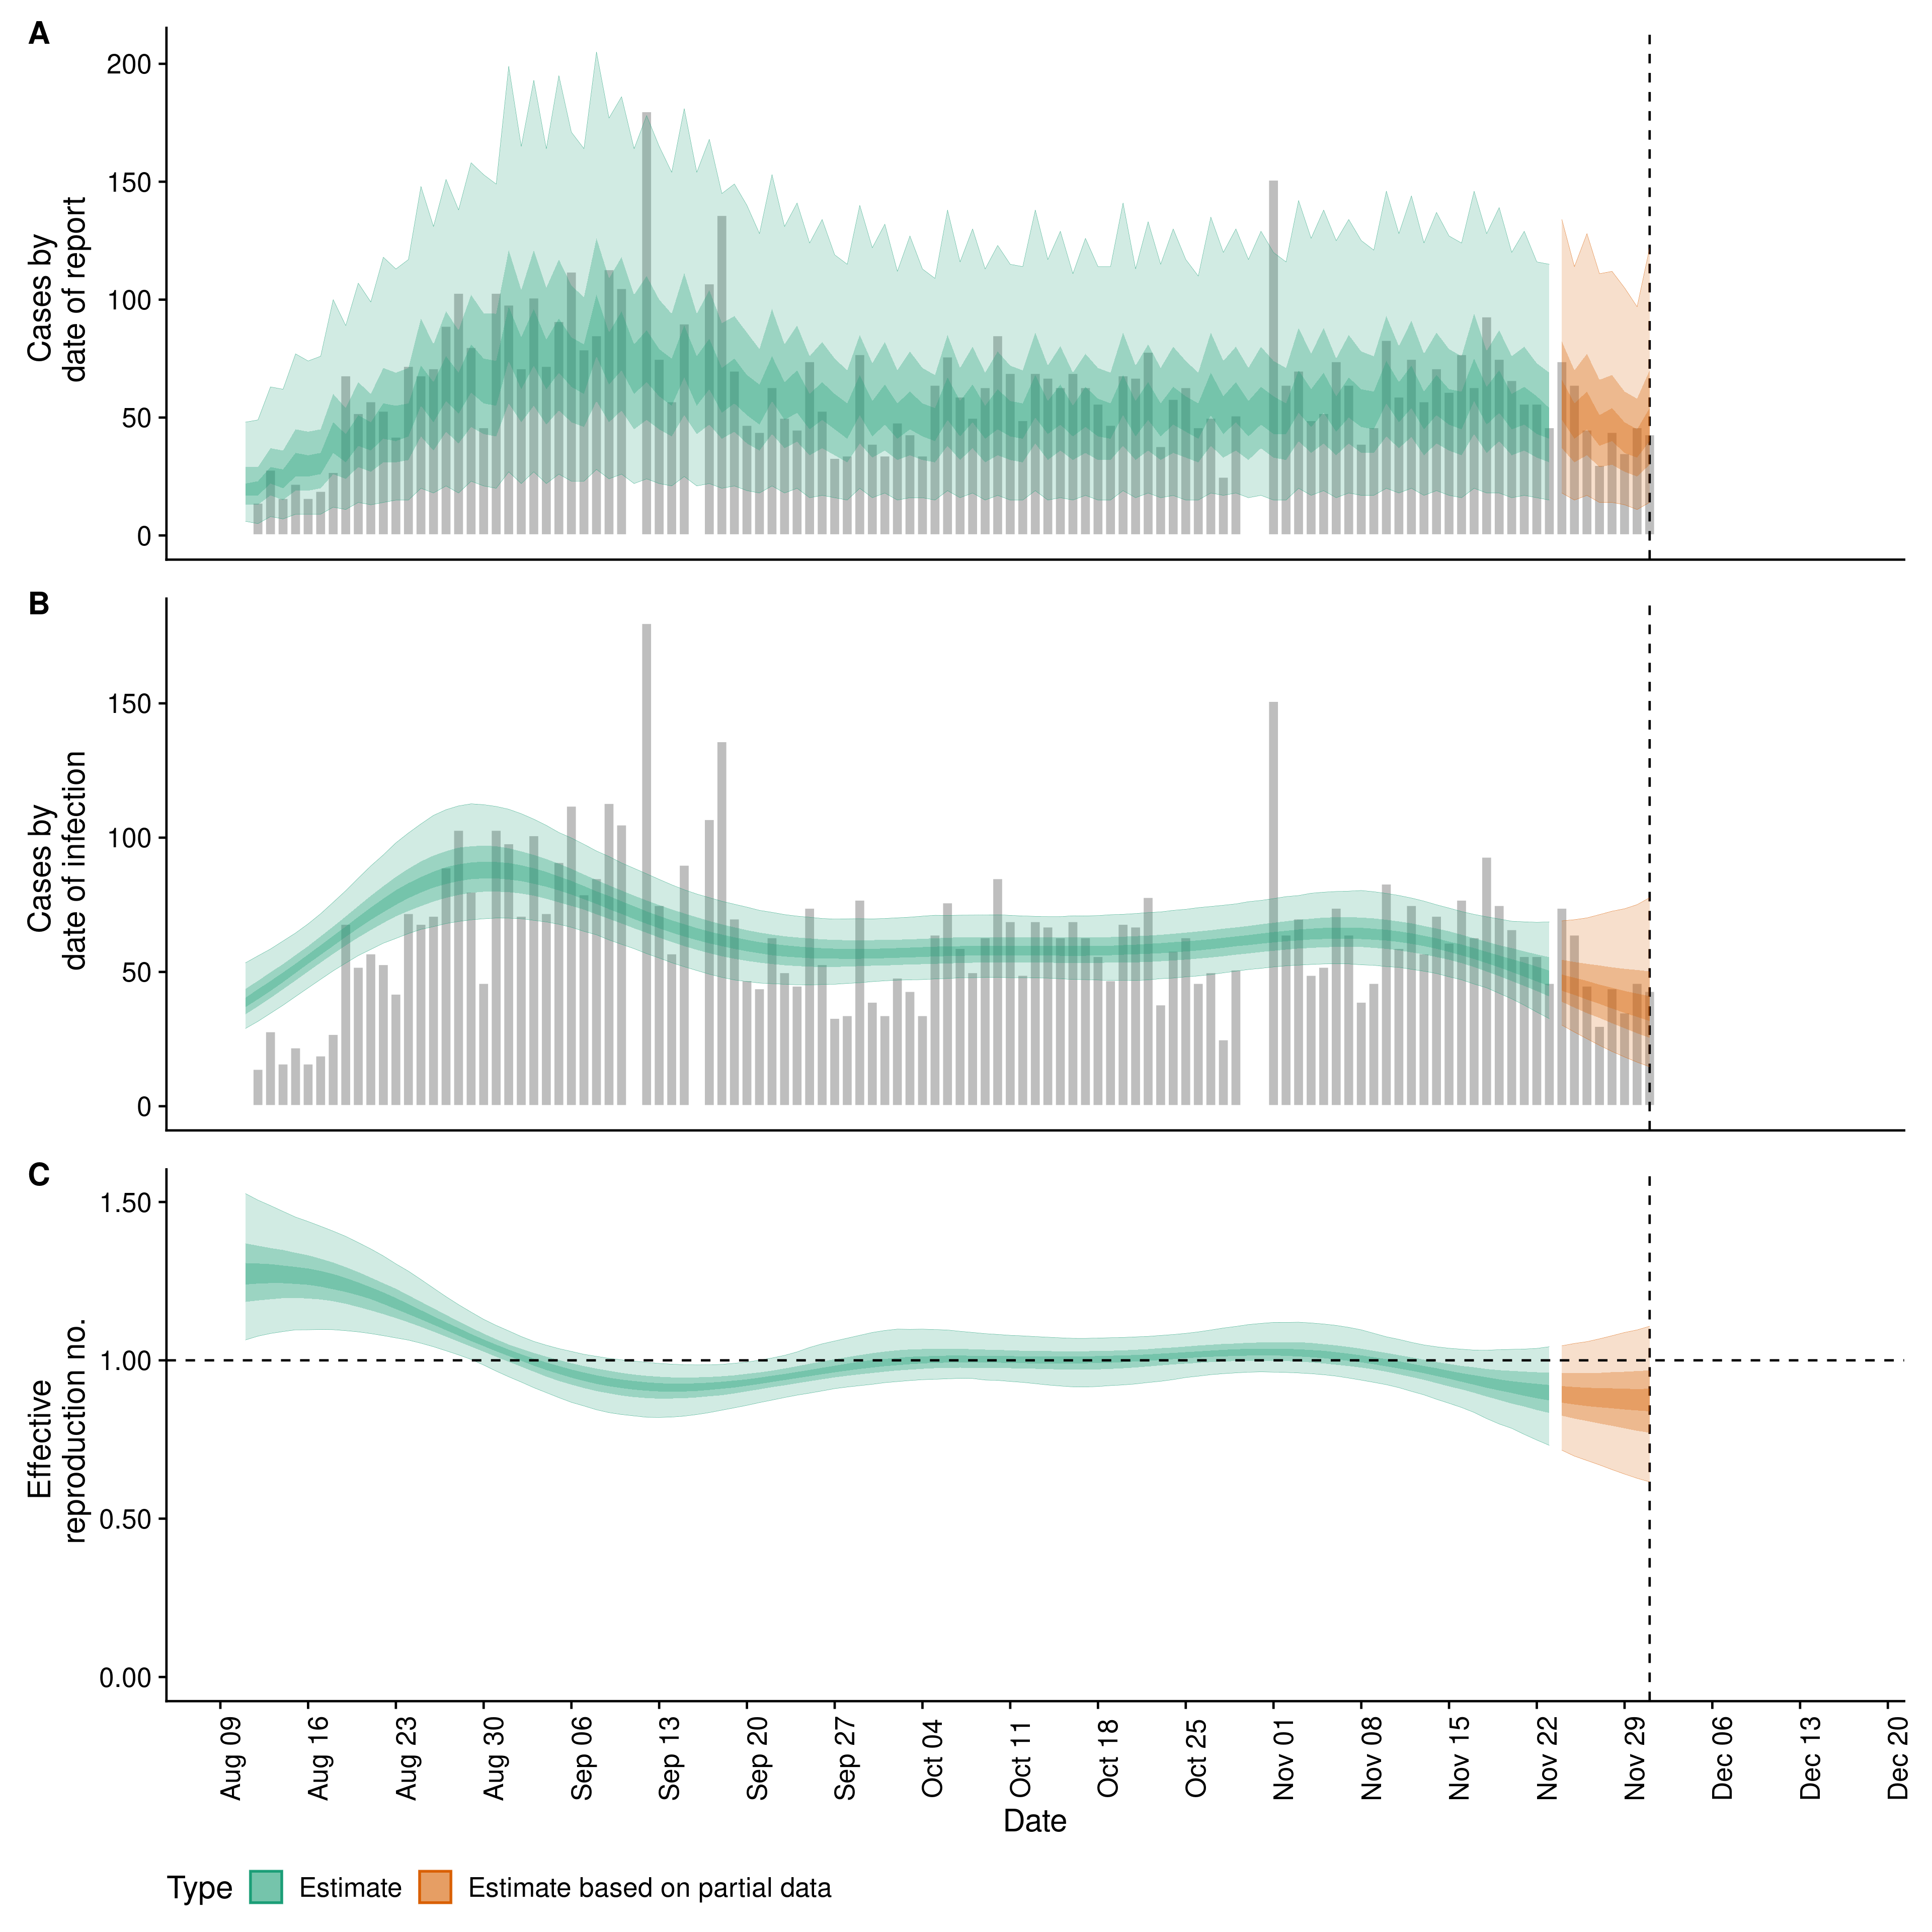 A
Cases by
date of report
200
150
100
50
0
B
Cases by
date of infection
150
100
50
0
C
Effective
reproduction no.
1.50
1.00
0.50
0.00
Aug 09
Aug 16
Aug 23
Aug 30
Sep 06
Sep 13
Sep 20
Sep 27
Oct 04
Oct 11
Oct 18
Oct 25
Nov 01
Nov 08
Nov 15
Nov 22
Nov 29
Dec 06
Dec 13
Dec 20
Date
Type Estimate Estimate based on partial data